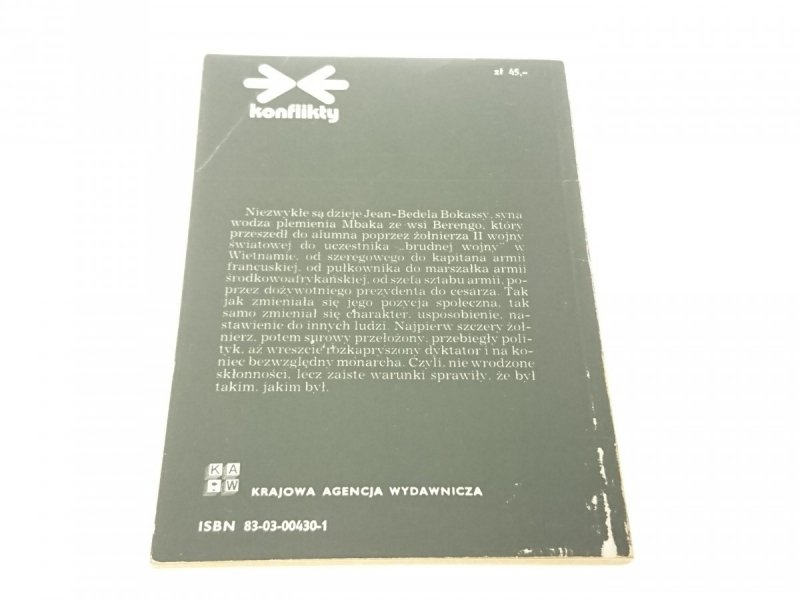 zł 45,-
konflikty
Niezwykłe są dzieje Jean-Bedela Bokassy, syna
wodza plemienia Mbaka ze wsi Berengo, który
przeszedł do alumna poprzez żołnierza II wojny
światowej do uczestnika „brudnej wojny" w
Wietnamie, od szeregowego do kapitana armii
francuskiej, od pułkownika do marszałka armii
środkowoafrykańskiej, od szefa sztabu armii, po-
przez dożywotniego prezydenta do cesarza. Tak
jak zmieniała się jego pozycja społeczna, tak
samo zmieniał się charakter, usposobienie, na-
stawienie do innych ludzi. Najpierw szczery żoł-
nierz, potem surowy przełożony, przebiegły poli-
tyk, aż wreszcie rozkapryszony dyktator i na ko-
niec bezwzględny monarcha. Czyli, nie wrodzone
skłonności, lecz zaiste warunki sprawiły, że był
takim, jakim był.
KAW
KRAJOWA AGENCJA WYDAWNICZA
ISBN 83-03-00430-1